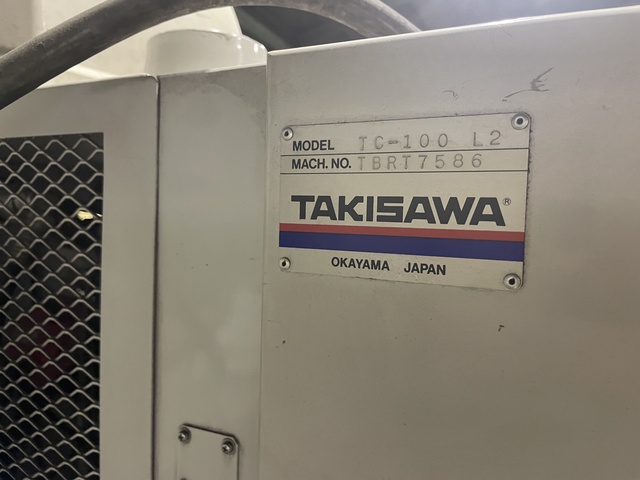 MODEL TC-100 L2
MACH. NO. TBRT7586
TAKISAWA®
OKAYAMA JAPAN